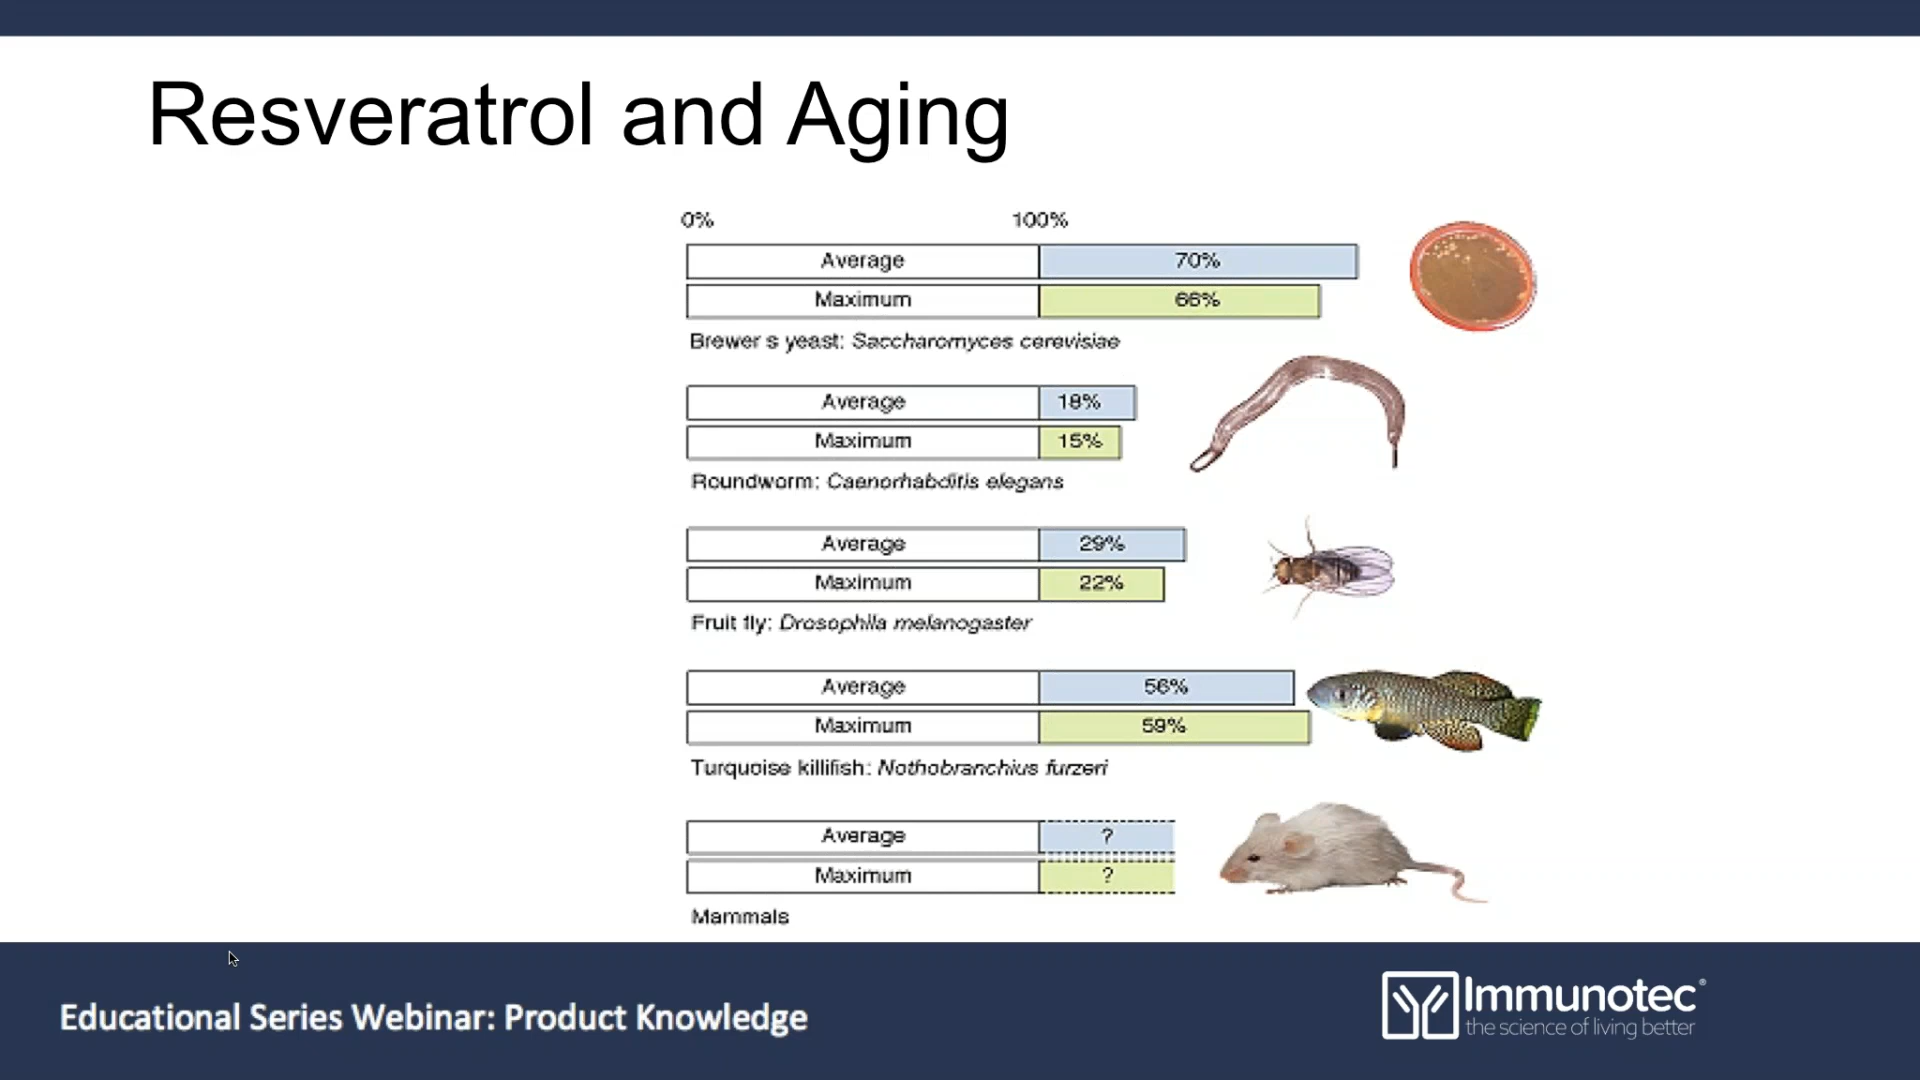 Resveratrol and Aging
0% 100%
Average 70%
Maximum 66%
Brewer s yeast: Saccharomyces cerevisiae
Average 18%
Maximum 15%
Roundworm: Caenorhabditis elegans
Average 29%
Maximum 22%
Fruit fly: Drosophila melanogaster
Average 56%
Maximum 59%
Turquoise killifish: Nothobranchius furzeri
Average ?
Maximum ?
Mammals
Educational Series Webinar: Product Knowledge
Immunotec®
the science of living better